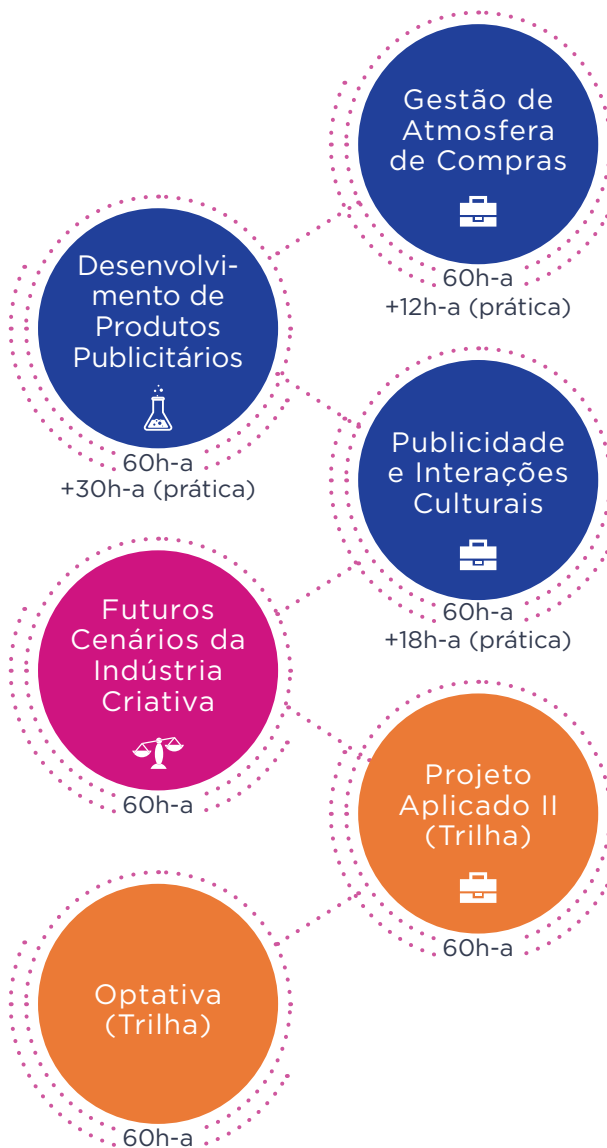 Gestão de
Atmosfera
de Compras
60h-a
+12h-a (prática)
Desenvolvi-
mento de
Produtos
Publicitários
60h-a
+30h-a (prática)
Publicidade
e Interações
Culturais
60h-a
+18h-a (prática)
Futuros
Cenários da
Indústria
Criativa
60h-a
Projeto
Aplicado II
(Trilha)
60h-a
Optativa
(Trilha)
60h-a